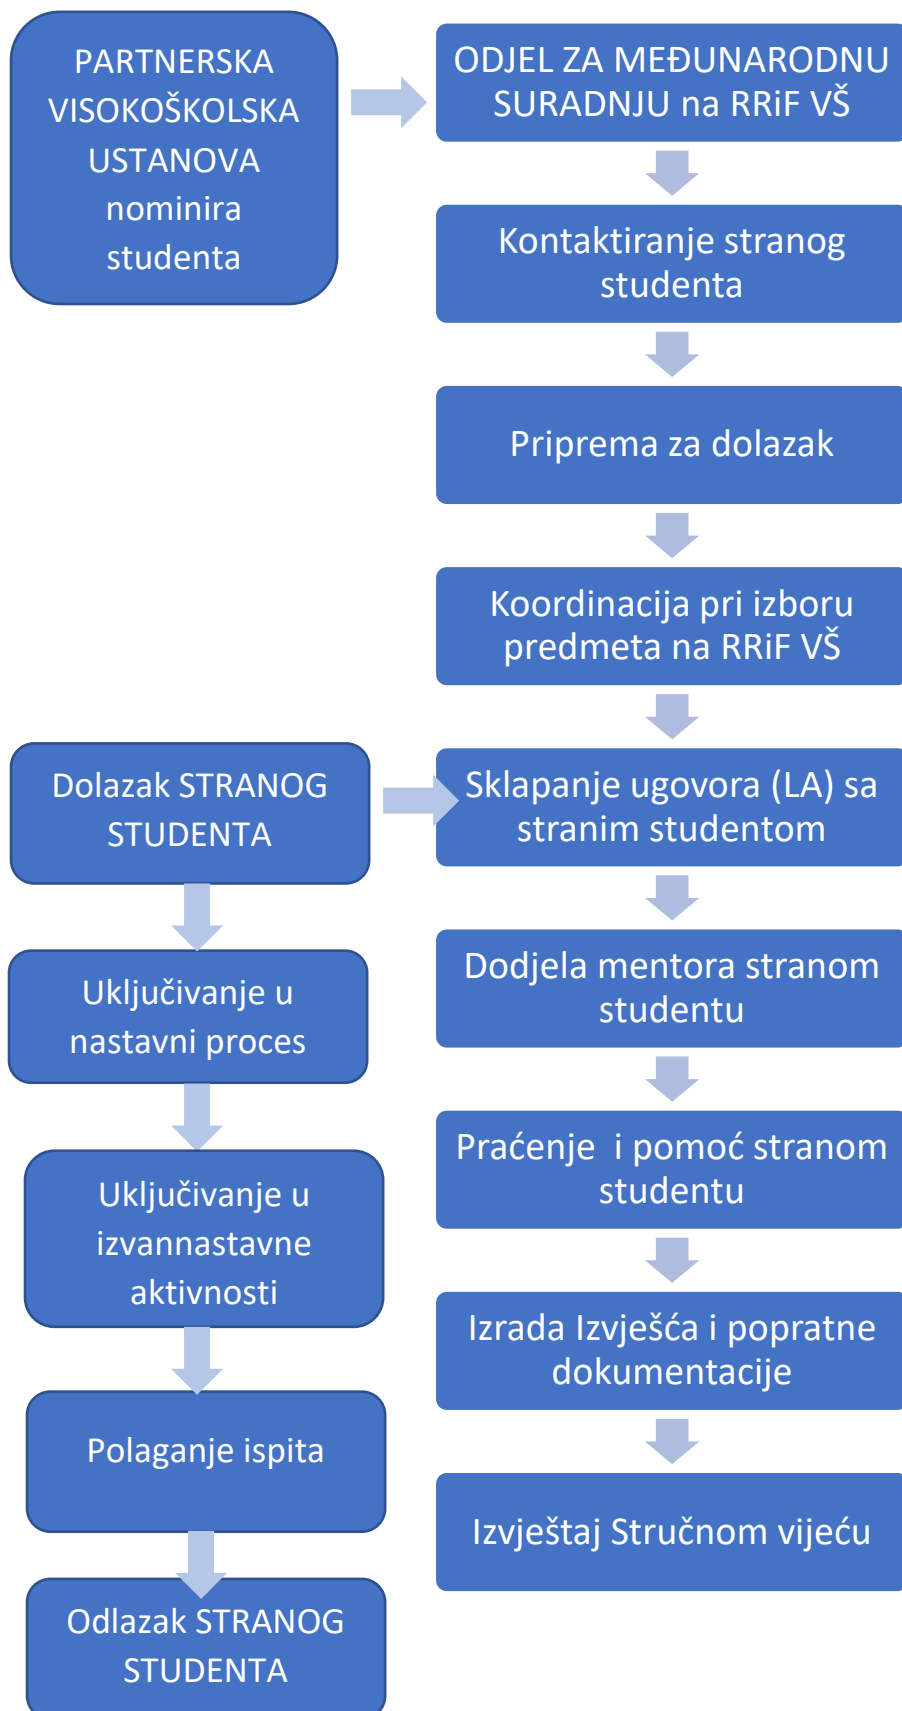 PARTNERSKA
VISOKOŠKOLSKA
USTANOVA
nominira
studenta
ODJEL ZA MEĐUNARODNU
SURADNJU na RRiF VŠ
Kontaktiranje stranog
studenta
Priprema za dolazak
Koordinacija pri izboru
predmeta na RRiF VŠ
Dolazak STRANOG
STUDENTA
Sklapanje ugovora (LA) sa
stranim studentom
Uključivanje u
nastavni proces
Dodjela mentora stranom
studentu
Uključivanje u
izvannastavne
aktivnosti
Praćenje  i pomoć stranom
studentu
Polaganje ispita
Izrada Izvješća i popratne
dokumentacije
Odlazak STRANOG
STUDENTA
Izvještaj Stručnom vijeću